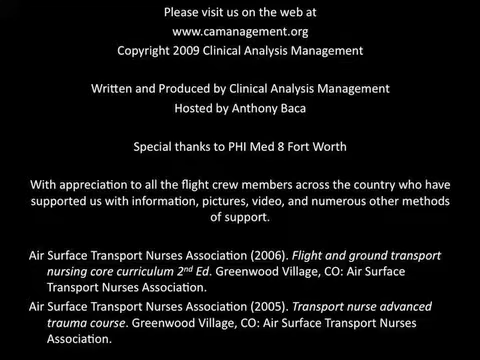 Please visit us on the web at
www.camanagement.org
Copyright 2009 Clinical Analysis Management
Written and Produced by Clinical Analysis Management
Hosted by Anthony Baca
Special thanks to PHI Med 8 Fort Worth
With appreciation to all the flight crew members across the country who have
supported us with information, pictures, video, and numerous other methods
of support.
Air Surface Transport Nurses Association (2006). Flight and ground transport
nursing core curriculum 2nd Ed. Greenwood Village, CO: Air Surface
Transport Nurses Association.
Air Surface Transport Nurses Association (2005). Transport nurse advanced
trauma course. Greenwood Village, CO: Air Surface Transport Nurses
Association.